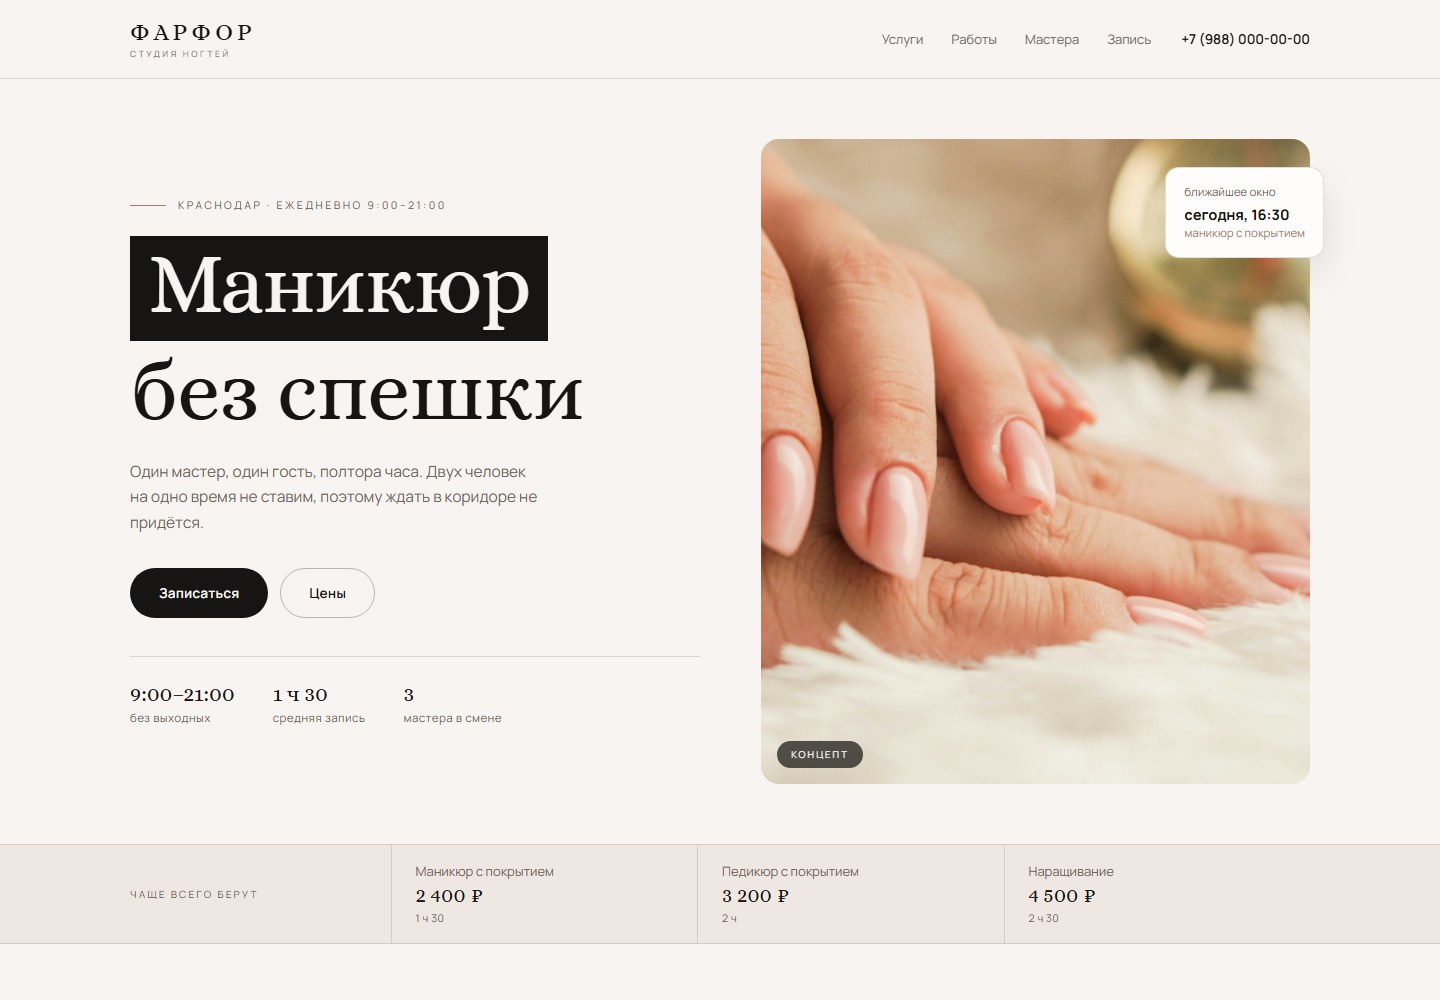 ФАРФОР
СТУДИЯ НОГТЕЙ
Услуги
Работы
Мастера
Запись
+7 (988) 000-00-00
КРАСНОДАР · ЕЖЕДНЕВНО 9:00–21:00
Маникюр
без спешки
Один мастер, один гость, полтора часа. Двух человек
на одно время не ставим, поэтому ждать в коридоре не
придётся.
Записаться
Цены
9:00–21:00
без выходных
1 ч 30
средняя запись
3
мастера в смене
ближайшее окно
сегодня, 16:30
маникюр с покрытием
КОНЦЕПТ
ЧАЩЕ ВСЕГО БЕРУТ
Маникюр с покрытием
2 400 ₽
1 ч 30
Педикюр с покрытием
3 200 ₽
2 ч
Наращивание
4 500 ₽
2 ч 30